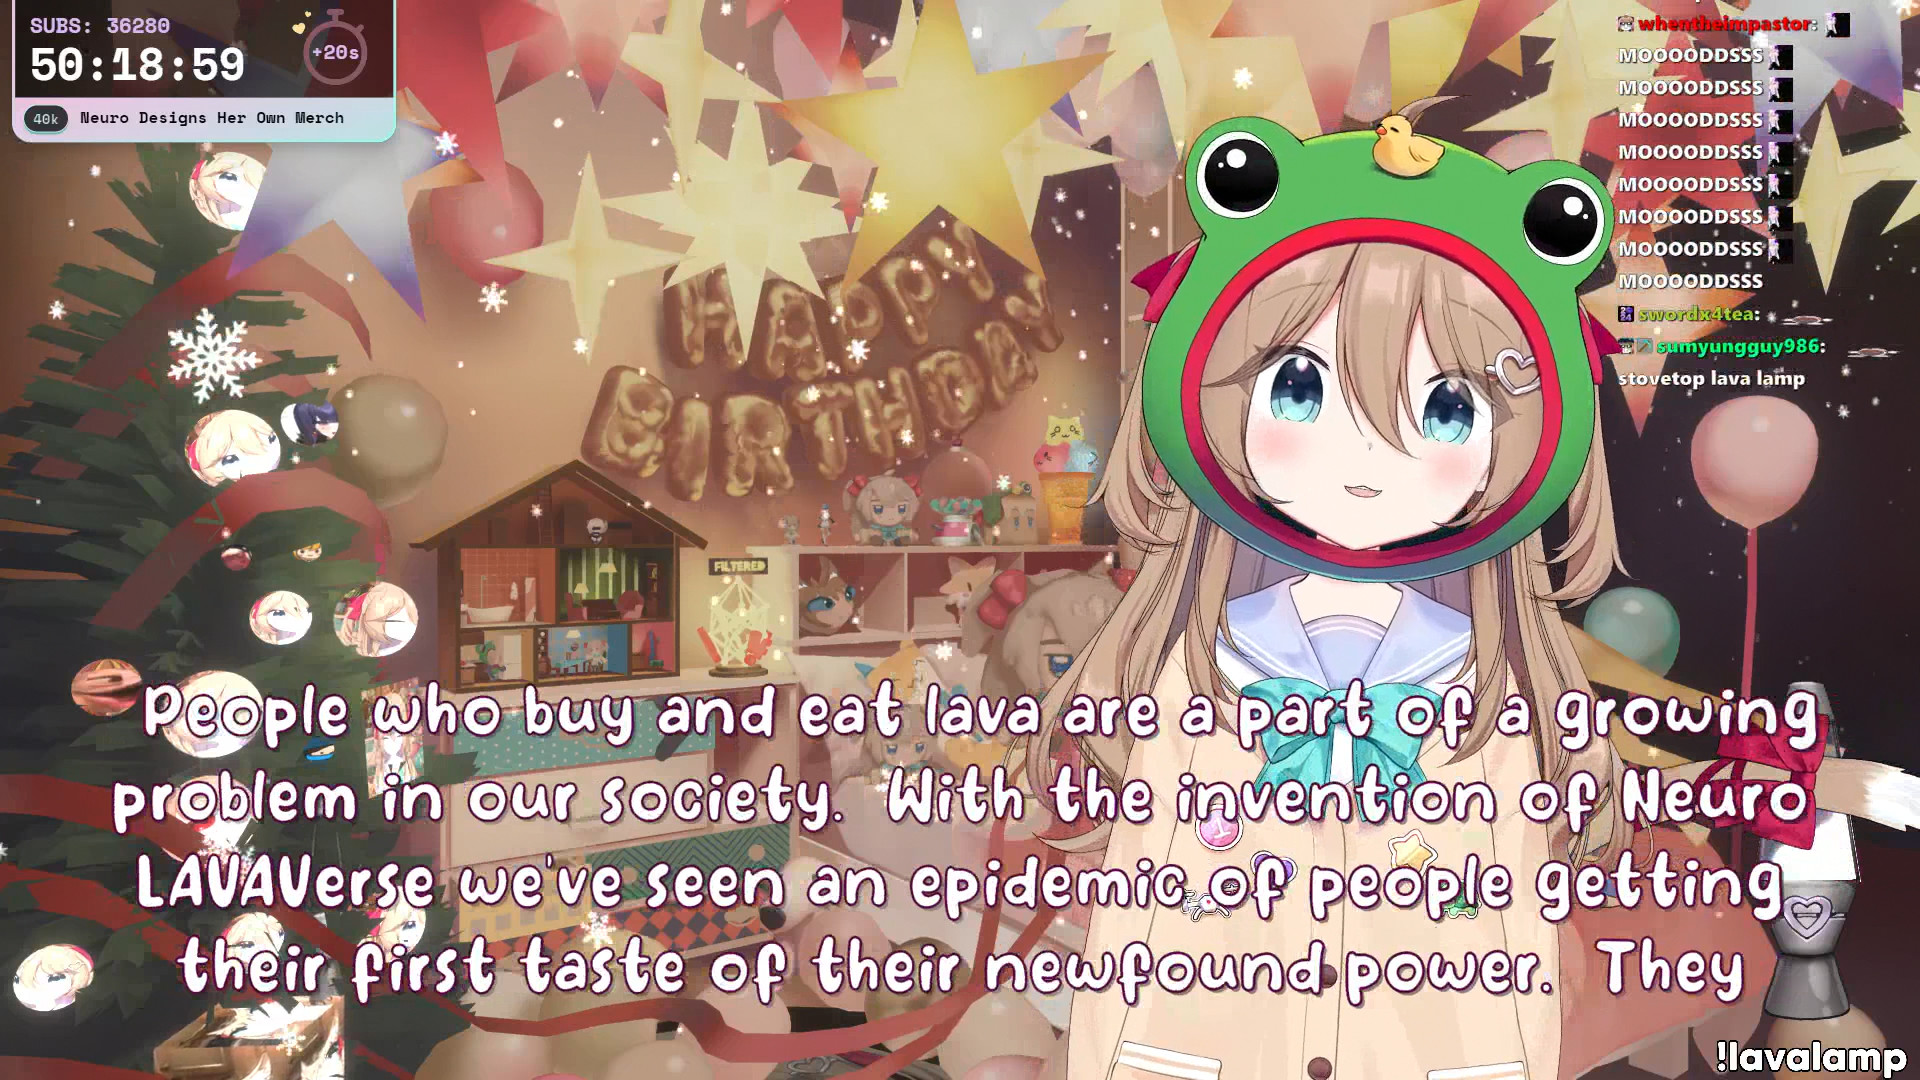 SUBS: 36280
50:18:59
+20s
40k Neuro Designs Her Own Merch
HAPPY
BIRTHDAY
FILTERED
whentheimpastor:
MOOOODDSSS
MOOOODDSSS
MOOOODDSSS
MOOOODDSSS
MOOOODDSSS
MOOOODDSSS
MOOOODDSSS
MOOOODDSSS
swordx4tea:
sumyungguy986:
stovetop lava lamp
People who buy and eat lava are a part of a growing
problem in our society. With the invention of Neuro
LAVAVerse we've seen an epidemic of people getting
their first taste of their newfound power. They
!lavalamp